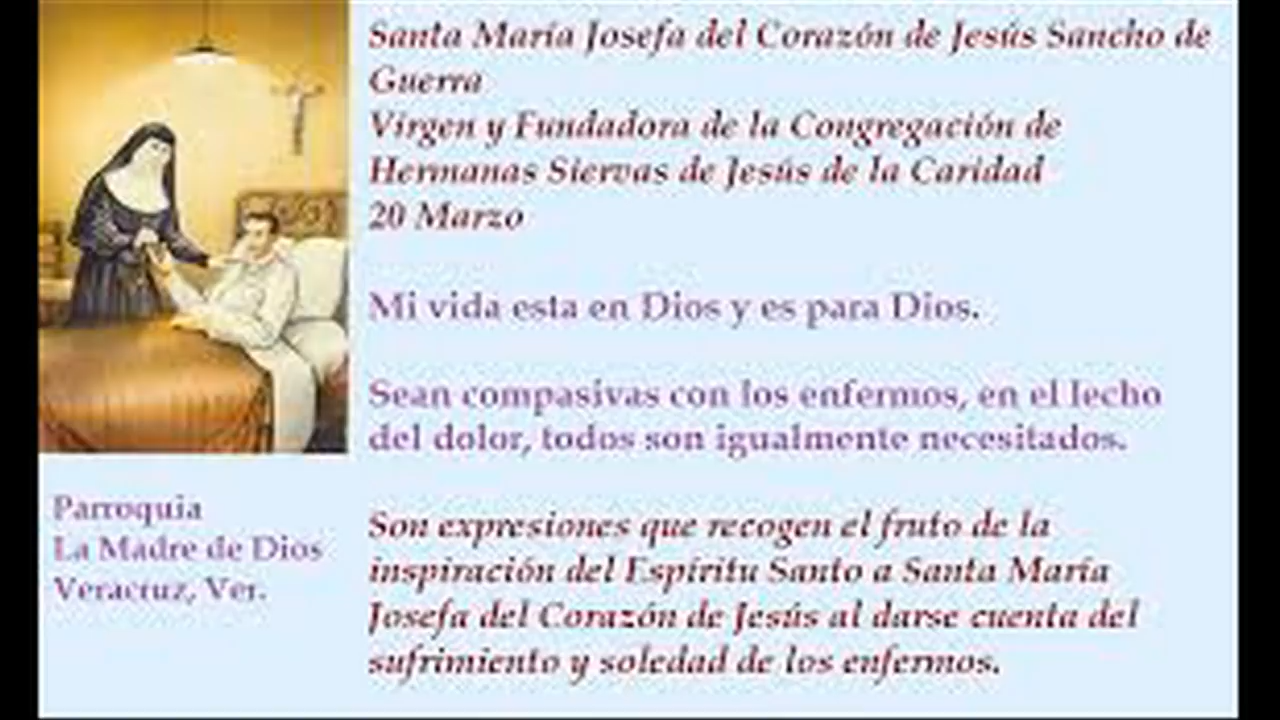 Santa María Josefa del Corazón de Jesús Sancho de
Guerra
Virgen y Fundadora de la Congregación de
Hermanas Siervas de Jesús de la Caridad
20 Marzo
Mi vida esta en Dios y es para Dios.
Sean compasivas con los enfermos, en el lecho
del dolor, todos son igualmente necesitados.
Son expresiones que recogen el fruto de la
inspiración del Espíritu Santo a Santa María
Josefa del Corazón de Jesús al darse cuenta del
sufrimiento y soledad de los enfermos.
Parroquia
La Madre de Dios
Veracruz, Ver.